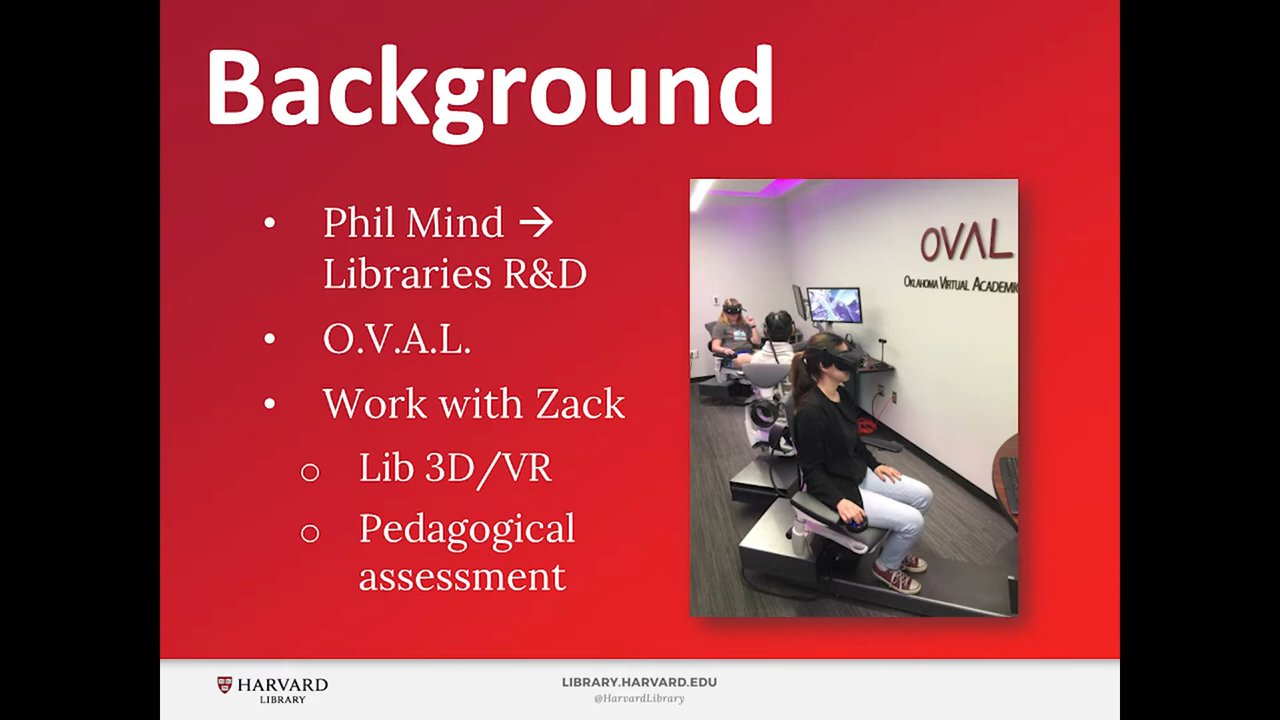 Background
• Phil Mind →
Libraries R&D
• O.V.A.L.
• Work with Zack
o Lib 3D/VR
o Pedagogical
assessment
OVAL
OKLAHOMA VIRTUAL ACADEMIC
HARVARD
LIBRARY
LIBRARY.HARVARD.EDU
@HarvardLibrary